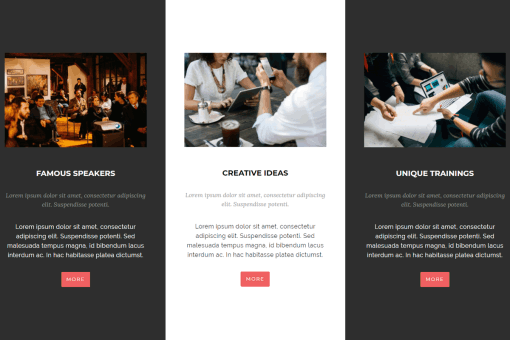 FAMOUS SPEAKERS
Lorem ipsum dolor sit amet, consectetur adipiscing
elit. Suspendisse potenti.
Lorem ipsum dolor sit amet, consectetur
adipiscing elit. Suspendisse potenti. Sed
malesuada tempus magna, id bibendum lacus
interdum ac. In hac habitasse platea dictumst.
MORE
CREATIVE IDEAS
Lorem ipsum dolor sit amet, consectetur adipiscing
elit. Suspendisse potenti.
Lorem ipsum dolor sit amet, consectetur
adipiscing elit. Suspendisse potenti. Sed
malesuada tempus magna, id bibendum lacus
interdum ac. In hac habitasse platea dictumst.
MORE
UNIQUE TRAININGS
Lorem ipsum dolor sit amet, consectetur adipiscing
elit. Suspendisse potenti.
Lorem ipsum dolor sit amet, consectetur
adipiscing elit. Suspendisse potenti. Sed
malesuada tempus magna, id bibendum lacus
interdum ac. In hac habitasse platea dictumst.
MORE